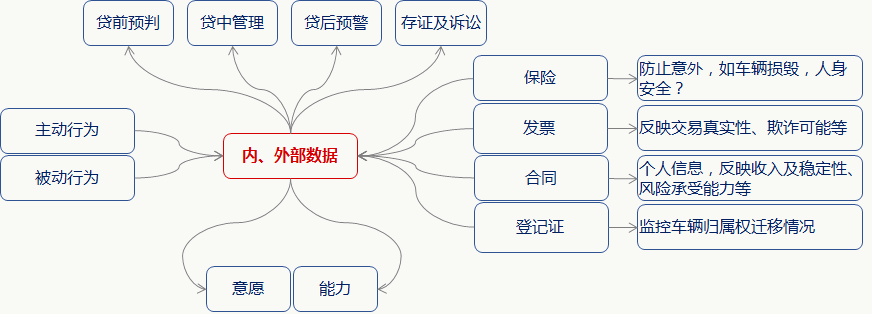 贷前预判
贷中管理
贷后预警
存证及诉讼
保险
防止意外，如车辆损毁，人身
安全？
主动行为
发票
反映交易真实性、欺诈可能等
内、外部数据
被动行为
合同
个人信息，反映收入及稳定性、
风险承受能力等
登记证
监控车辆归属权迁移情况
意愿
能力